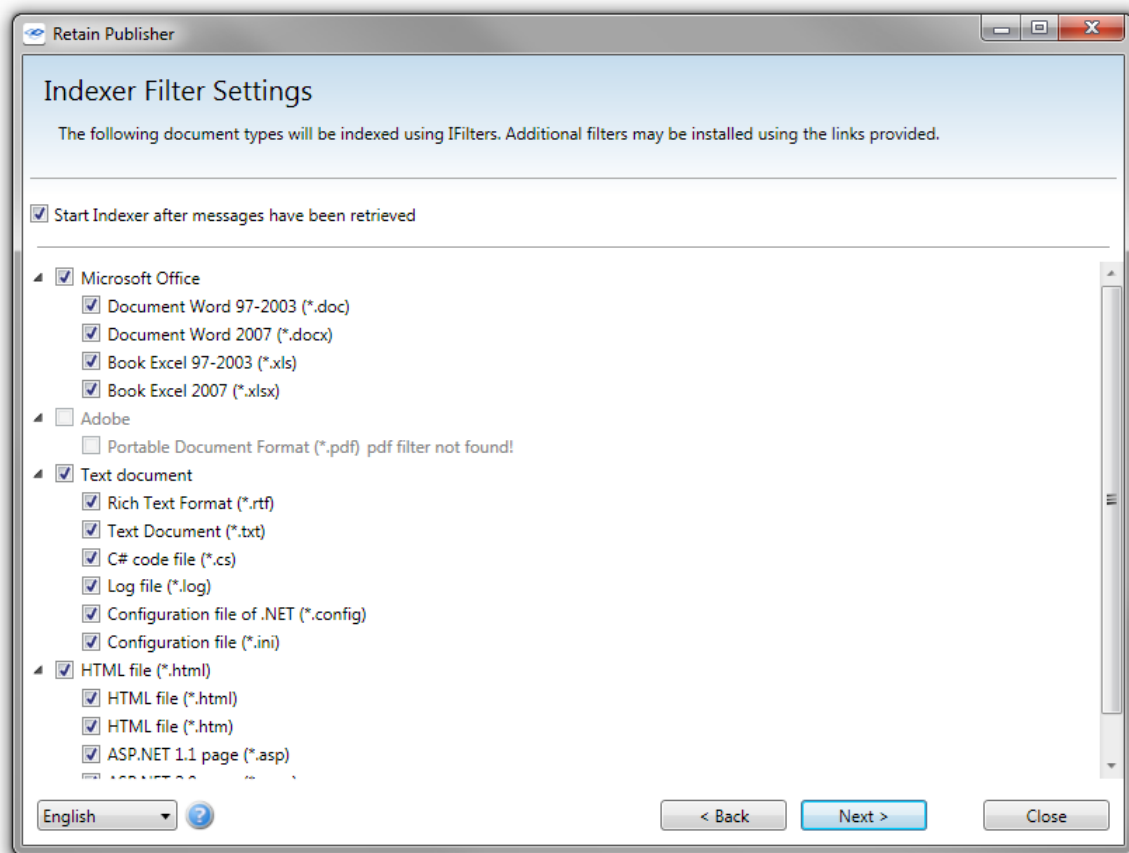 Retain Publisher
Indexer Filter Settings
The following document types will be indexed using IFilters. Additional filters may be installed using the links provided.
Start Indexer after messages have been retrieved
Microsoft Office
Document Word 97-2003 (*.doc)
Document Word 2007 (*.docx)
Book Excel 97-2003 (*.xls)
Book Excel 2007 (*.xlsx)
Adobe
Portable Document Format (*.pdf) pdf filter not found!
Text document
Rich Text Format (*.rtf)
Text Document (*.txt)
C# code file (*.cs)
Log file (*.log)
Configuration file of .NET (*.config)
Configuration file (*.ini)
HTML file (*.html)
HTML file (*.html)
HTML file (*.htm)
ASP.NET 1.1 page (*.asp)
English
< Back
Next >
Close